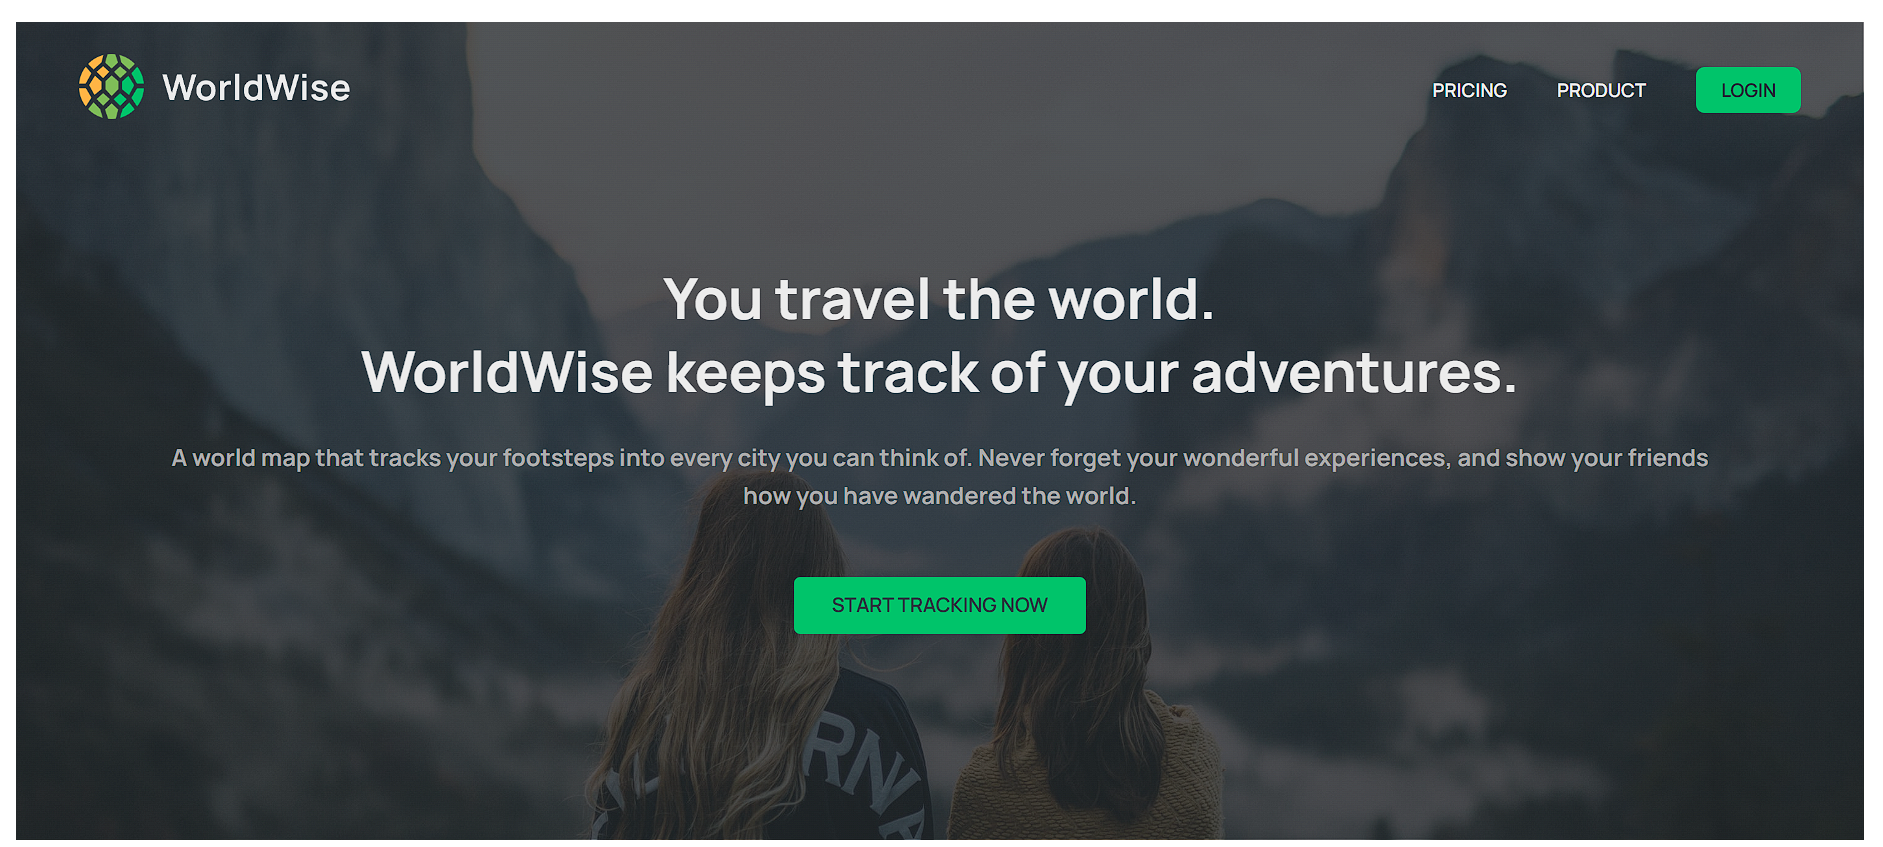 WorldWise
PRICING
PRODUCT
LOGIN
You travel the world.
WorldWise keeps track of your adventures.
A world map that tracks your footsteps into every city you can think of. Never forget your wonderful experiences, and show your friends
how you have wandered the world.
START TRACKING NOW